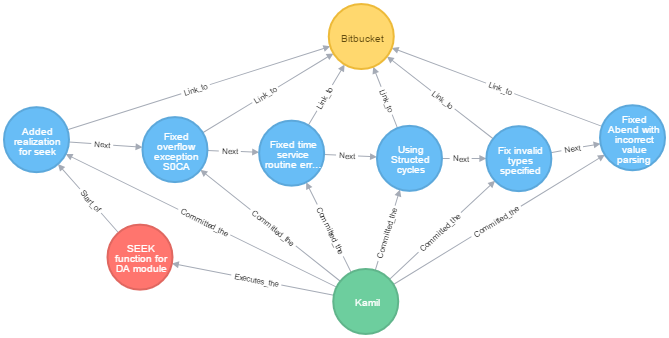 Bitbucket
Link_to
Link_to
Link_to
Link_to
Link_to
Link_to
Added
realization
for seek
Next
Fixed
overflow
exception
Next
Fixed time
service
routine err...
Next
Using
Structed
cycles
Next
Fix invalid
types
specified
Next
Fixed
Abend with
incorrect
value
parsing
Start_of
Committed_the
Committed_the
Committed_the
Committed_the
Committed_the
Committed_the
SEEK
function for
DA module
Executes_the
Kamil